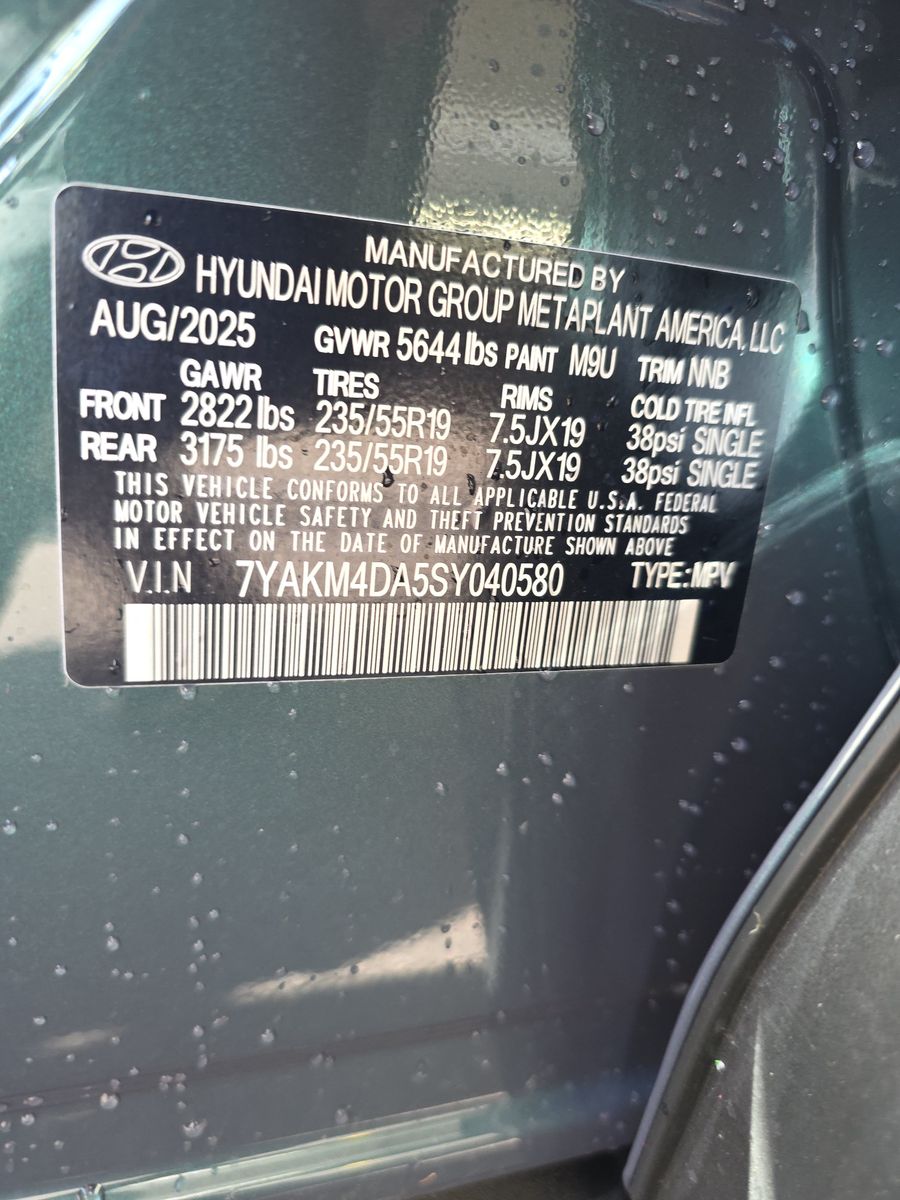 MANUFACTURED BY
HYUNDAI MOTOR GROUP METAPLANT AMERICA, LLC
AUG/2025 GVWR 5644 lbs PAINT M9U TRIM NNB
GAWR TIRES RIMS COLD TIRE INFL
FRONT 2822 lbs 235/55R19 7.5JX19 38psi SINGLE
REAR 3175 lbs 235/55R19 7.5JX19 38psi SINGLE
THIS VEHICLE CONFORMS TO ALL APPLICABLE U.S.A. FEDERAL
MOTOR VEHICLE SAFETY AND THEFT PREVENTION STANDARDS
IN EFFECT ON THE DATE OF MANUFACTURE SHOWN ABOVE
V.I.N 7YAKM4DA5SY040580 TYPE:MPV